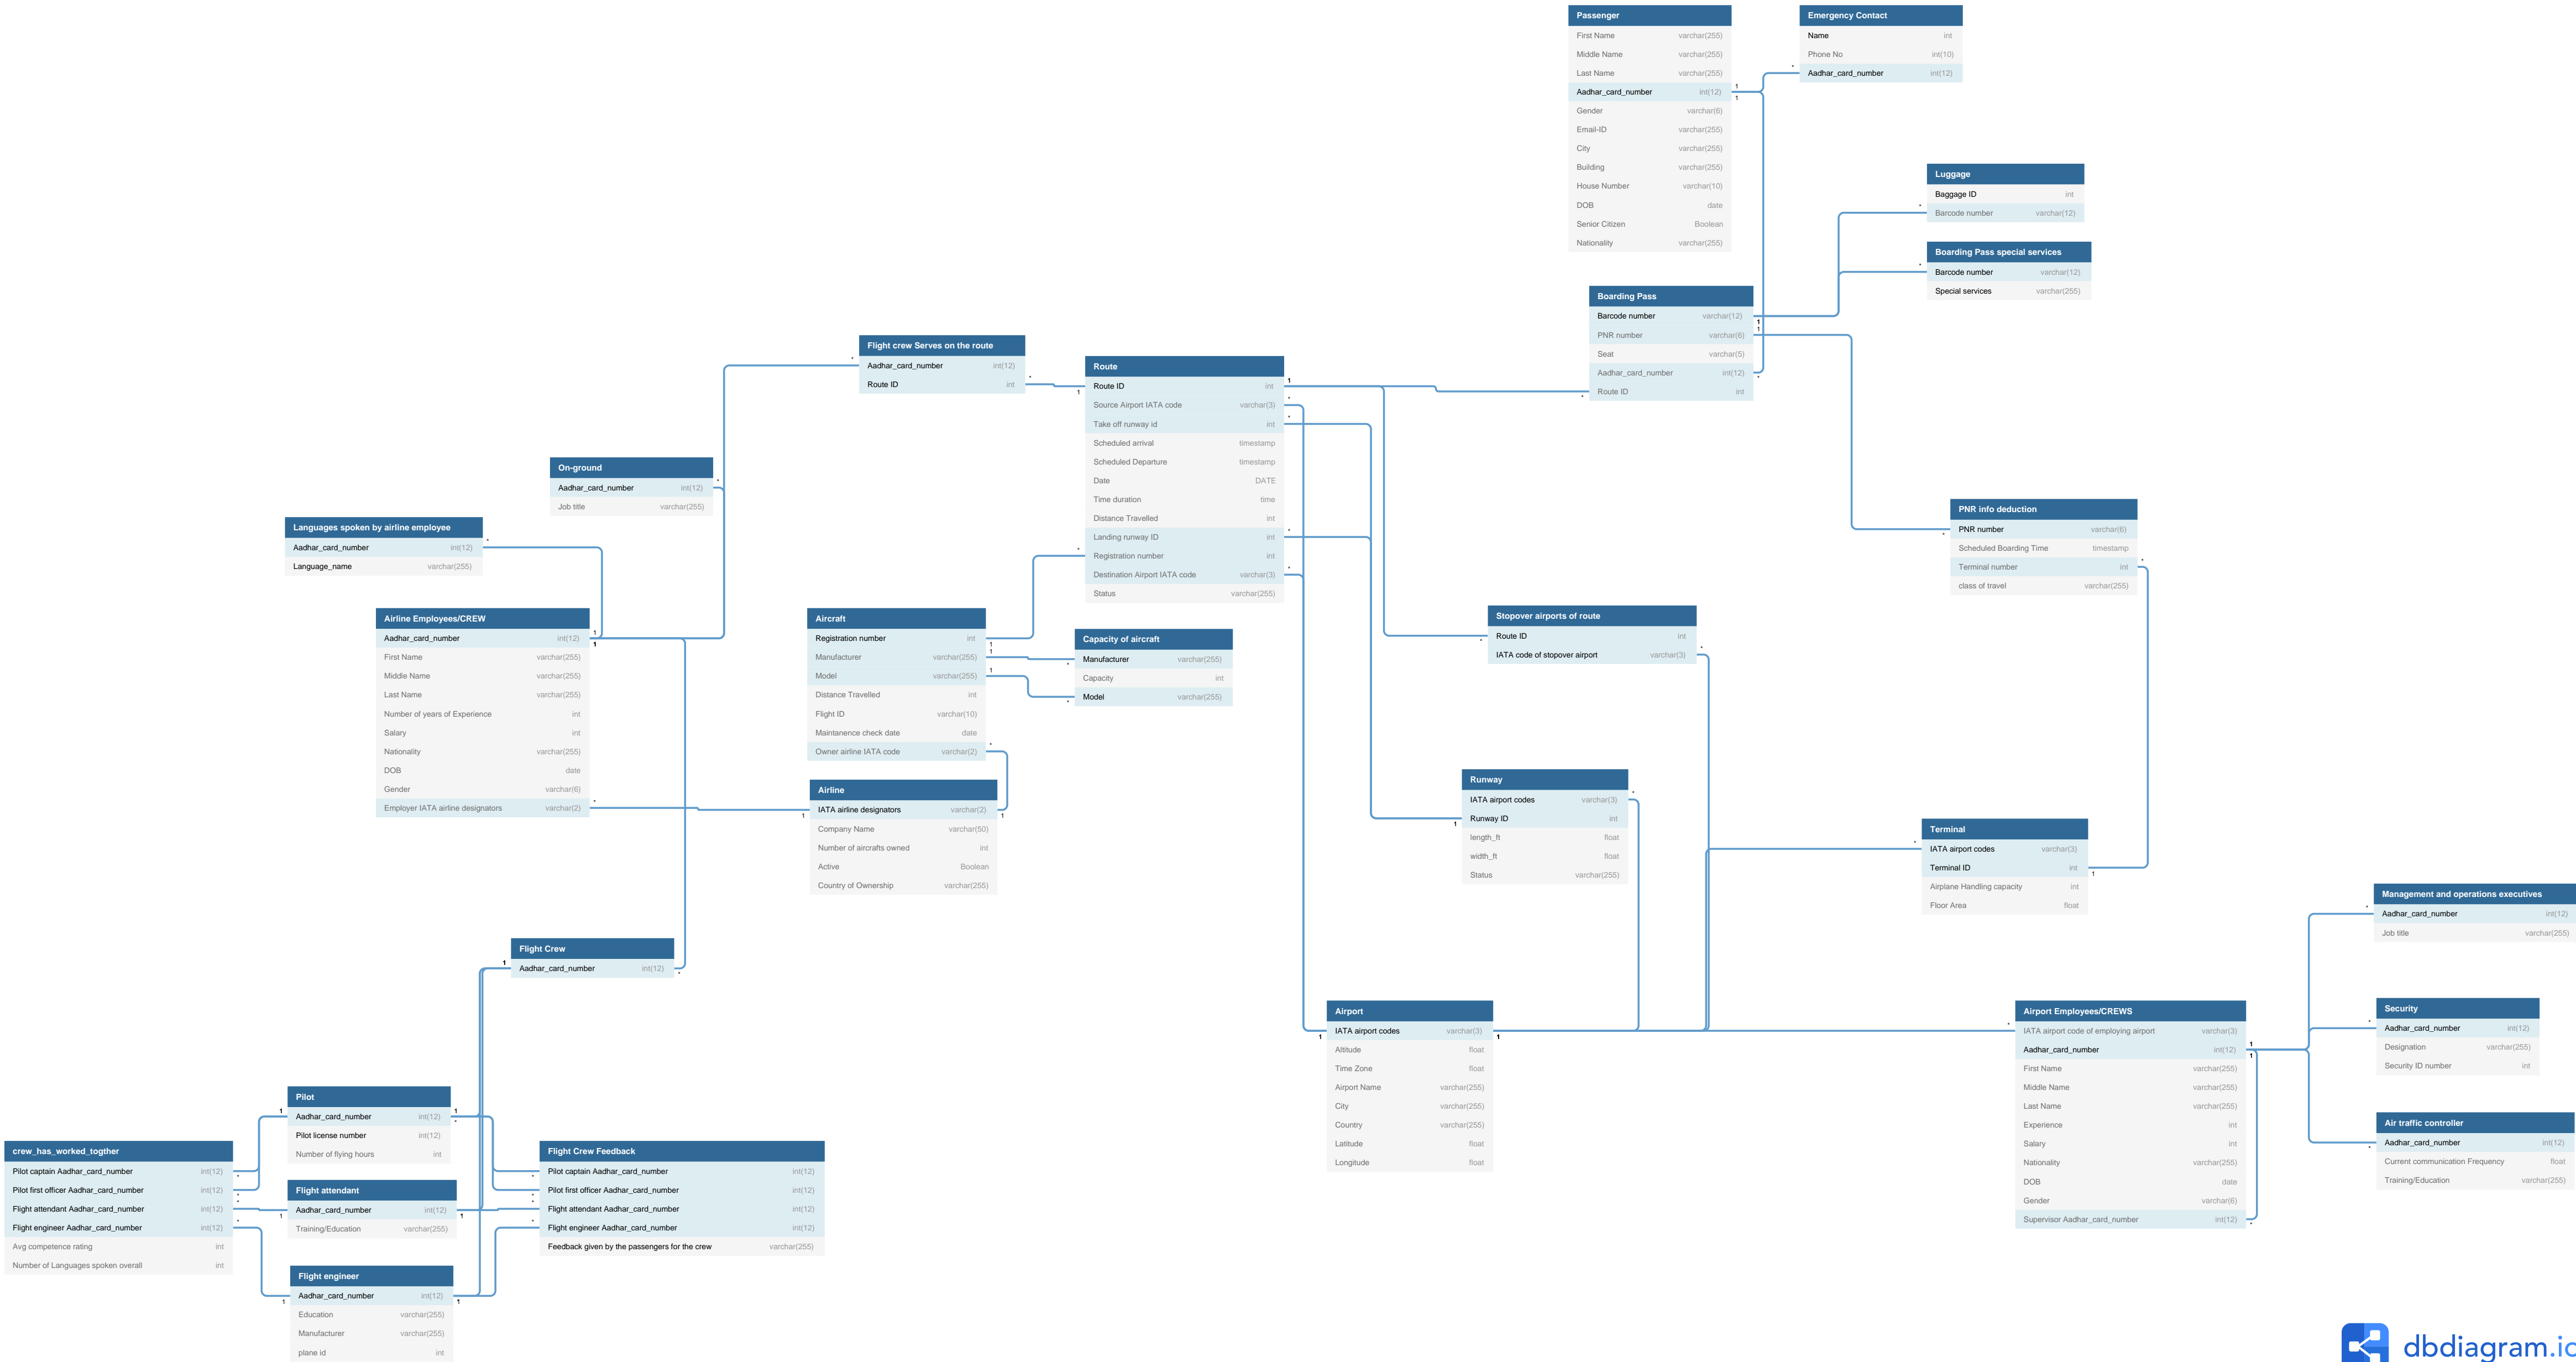 Passenger
First Name varchar(255)
Middle Name varchar(255)
Last Name varchar(255)
Aadhar_card_number int(12)
Gender varchar(6)
Email-ID varchar(255)
City varchar(255)
Building varchar(255)
House Number varchar(10)
DOB date
Senior Citizen Boolean
Nationality varchar(255)
1
1
Emergency Contact
Name int
Phone No int(10)
Aadhar_card_number int(12)
*
Luggage
Baggage ID int
Barcode number varchar(12)
*
Boarding Pass special services
Barcode number varchar(12)
Special services varchar(255)
*
Boarding Pass
Barcode number varchar(12)
PNR number varchar(6)
Seat varchar(5)
Aadhar_card_number int(12)
Route ID int
1
1
*
*
Flight crew Serves on the route
Aadhar_card_number int(12)
Route ID int
*
*
Route
Route ID int
Source Airport IATA code varchar(3)
Take off runway id int
Scheduled arrival timestamp
Scheduled Departure timestamp
Date DATE
Time duration time
Distance Travelled int
Landing runway ID int
Registration number int
Destination Airport IATA code varchar(3)
Status varchar(255)
1
1
*
*
*
*
*
On-ground
Aadhar_card_number int(12)
Job title varchar(255)
*
Languages spoken by airline employee
Aadhar_card_number int(12)
Language_name varchar(255)
*
PNR info deduction
PNR number varchar(6)
Scheduled Boarding Time timestamp
Terminal number int
class of travel varchar(255)
*
*
Airline Employees/CREW
Aadhar_card_number int(12)
First Name varchar(255)
Middle Name varchar(255)
Last Name varchar(255)
Number of years of Experience int
Salary int
Nationality varchar(255)
DOB date
Gender varchar(6)
Employer IATA airline designators varchar(2)
1
1
*
Aircraft
Registration number int
Manufacturer varchar(255)
Model varchar(255)
Distance Travelled int
Flight ID varchar(10)
Maintanence check date date
Owner airline IATA code varchar(2)
1
1
1
*
Capacity of aircraft
Manufacturer varchar(255)
Capacity int
Model varchar(255)
*
*
Stopover airports of route
Route ID int
IATA code of stopover airport varchar(3)
*
*
Airline
IATA airline designators varchar(2)
Company Name varchar(50)
Number of aircrafts owned int
Active Boolean
Country of Ownership varchar(255)
1
1
Runway
IATA airport codes varchar(3)
Runway ID int
length_ft float
width_ft float
Status varchar(255)
*
1
Terminal
IATA airport codes varchar(3)
Terminal ID int
Airplane Handling capacity int
Floor Area float
*
1
Management and operations executives
Aadhar_card_number int(12)
Job title varchar(255)
*
Flight Crew
Aadhar_card_number int(12)
1
*
Airport
IATA airport codes varchar(3)
Altitude float
Time Zone float
Airport Name varchar(255)
City varchar(255)
Country varchar(255)
Latitude float
Longitude float
1
1
Airport Employees/CREWS
IATA airport code of employing airport varchar(3)
Aadhar_card_number int(12)
First Name varchar(255)
Middle Name varchar(255)
Last Name varchar(255)
Experience int
Salary int
Nationality varchar(255)
DOB date
Gender varchar(6)
Supervisor Aadhar_card_number int(12)
*
1
1
*
Security
Aadhar_card_number int(12)
Designation varchar(255)
Security ID number int
*
Air traffic controller
Aadhar_card_number int(12)
Current communication Frequency float
Training/Education varchar(255)
*
Pilot
Aadhar_card_number int(12)
Pilot license number int(12)
Number of flying hours int
1
1
*
crew_has_worked_togther
Pilot captain Aadhar_card_number int(12)
Pilot first officer Aadhar_card_number int(12)
Flight attendant Aadhar_card_number int(12)
Flight engineer Aadhar_card_number int(12)
Avg competence rating int
Number of Languages spoken overall int
*
*
*
*
Flight attendant
Aadhar_card_number int(12)
Training/Education varchar(255)
1
1
Flight Crew Feedback
Pilot captain Aadhar_card_number int(12)
Pilot first officer Aadhar_card_number int(12)
Flight attendant Aadhar_card_number int(12)
Flight engineer Aadhar_card_number int(12)
Feedback given by the passengers for the crew varchar(255)
*
*
*
*
Flight engineer
Aadhar_card_number int(12)
Education varchar(255)
Manufacturer varchar(255)
plane id int
1
1
dbdiagram.io